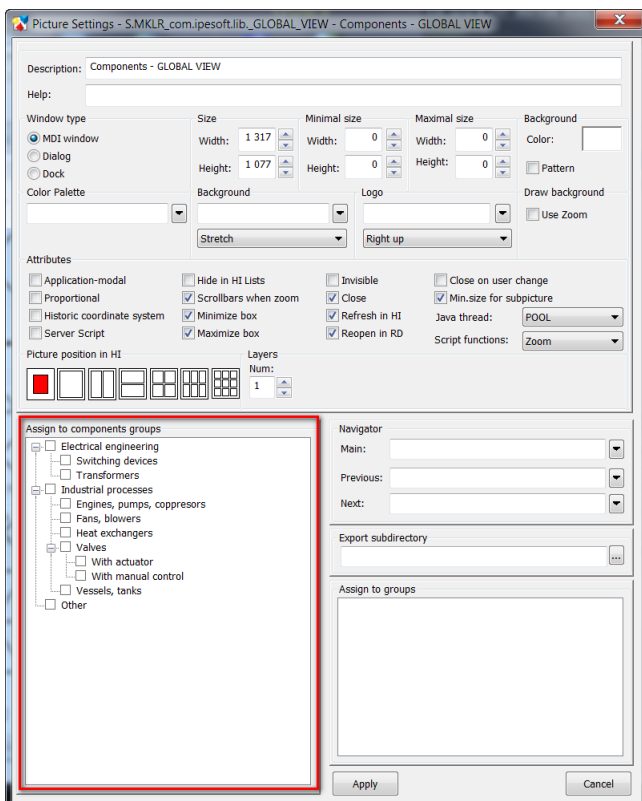 Picture Settings - S.MKLR_com.ipesoft.lib._GLOBAL_VIEW - Components - GLOBAL VIEW
Description: Components - GLOBAL VIEW
Help:
Window type
MDI window
Dialog
Dock
Size
Width: 1 317
Height: 1 077
Minimal size
Width: 0
Height: 0
Maximal size
Width: 0
Height: 0
Background
Color:
Pattern
Color Palette
Background
Stretch
Logo
Right up
Draw background
Use Zoom
Attributes
Application-modal
Hide in HI Lists
Invisible
Close on user change
Proportional
Scrollbars when zoom
Close
Min.size for subpicture
Historic coordinate system
Minimize box
Refresh in HI
Java thread: POOL
Server Script
Maximize box
Reopen in RD
Script functions: Zoom
Picture position in HI
Layers
Num:
1
Assign to components groups
Electrical engineering
Switching devices
Transformers
Industrial processes
Engines, pumps, coppresors
Fans, blowers
Heat exchangers
Valves
With actuator
With manual control
Vessels, tanks
Other
Navigator
Main:
Previous:
Next:
Export subdirectory
...
Assign to groups
Apply
Cancel